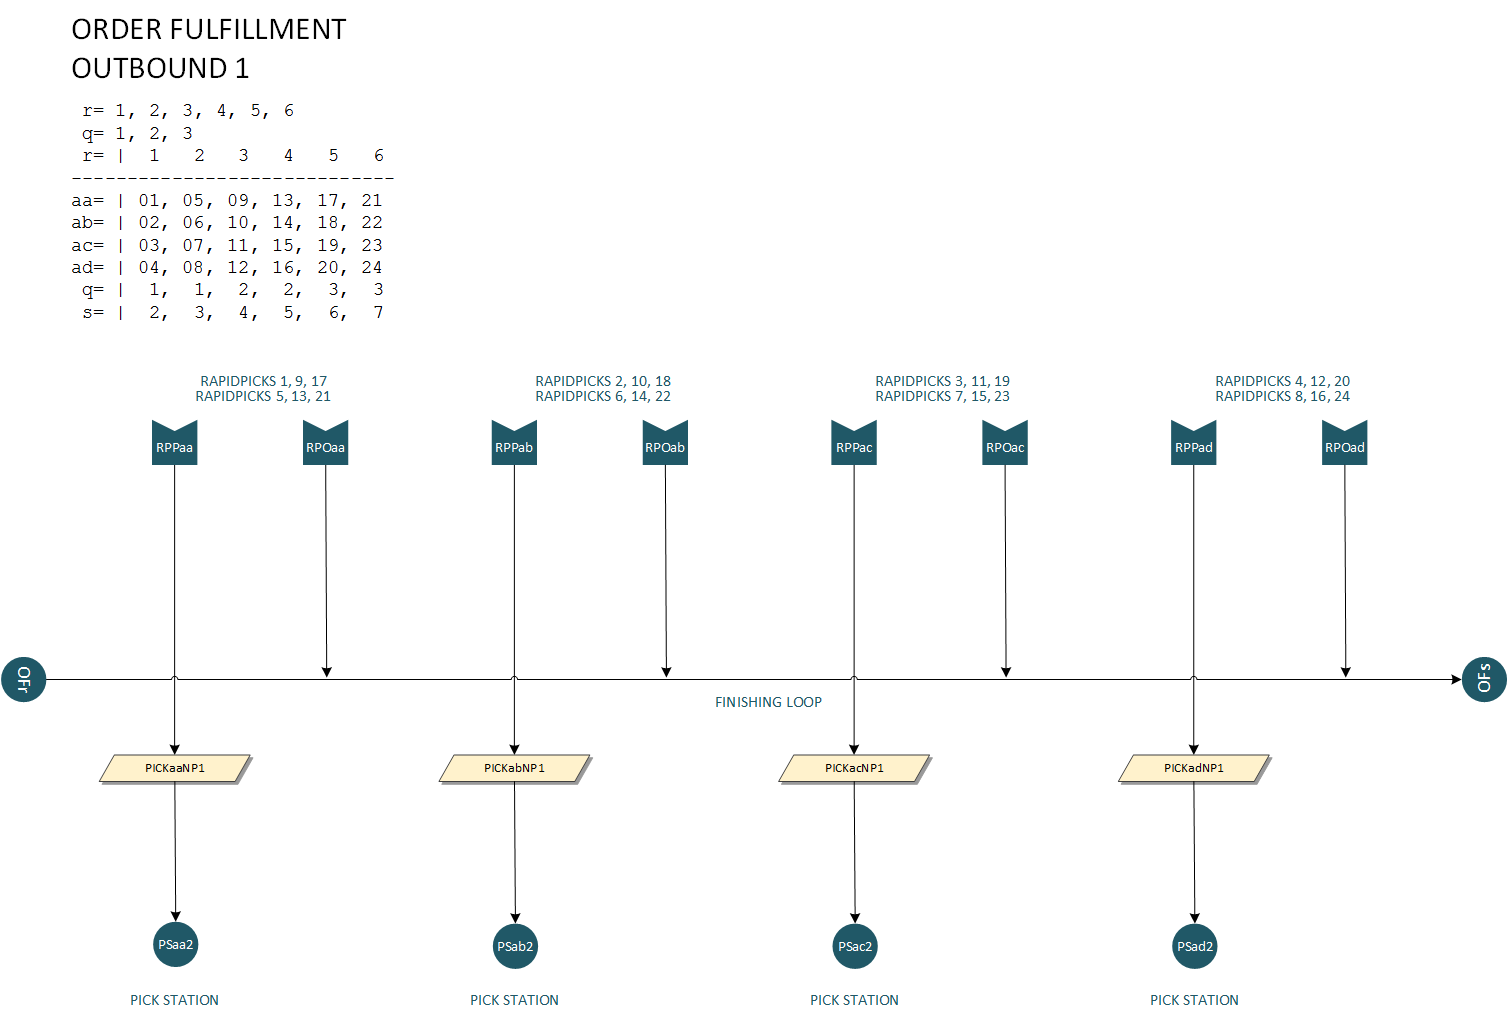 ORDER FULFILLMENT
OUTBOUND 1
r= 1, 2, 3, 4, 5, 6
q= 1, 2, 3
r= | 1 2 3 4 5 6
-----------------------------
aa= | 01, 05, 09, 13, 17, 21
ab= | 02, 06, 10, 14, 18, 22
ac= | 03, 07, 11, 15, 19, 23
ad= | 04, 08, 12, 16, 20, 24
q= | 1, 1, 2, 2, 3, 3
s= | 2, 3, 4, 5, 6, 7
RAPIDPICKS 1, 9, 17
RAPIDPICKS 5, 13, 21
RAPIDPICKS 2, 10, 18
RAPIDPICKS 6, 14, 22
RAPIDPICKS 3, 11, 19
RAPIDPICKS 7, 15, 23
RAPIDPICKS 4, 12, 20
RAPIDPICKS 8, 16, 24
RPPaa
RPOaa
RPPab
RPOab
RPPac
RPOac
RPPad
RPOad
OFr
OFs
FINISHING LOOP
PICKaaNP1
PICKabNP1
PICKacNP1
PICKadNP1
PSaa2
PSab2
PSac2
PSad2
PICK STATION
PICK STATION
PICK STATION
PICK STATION